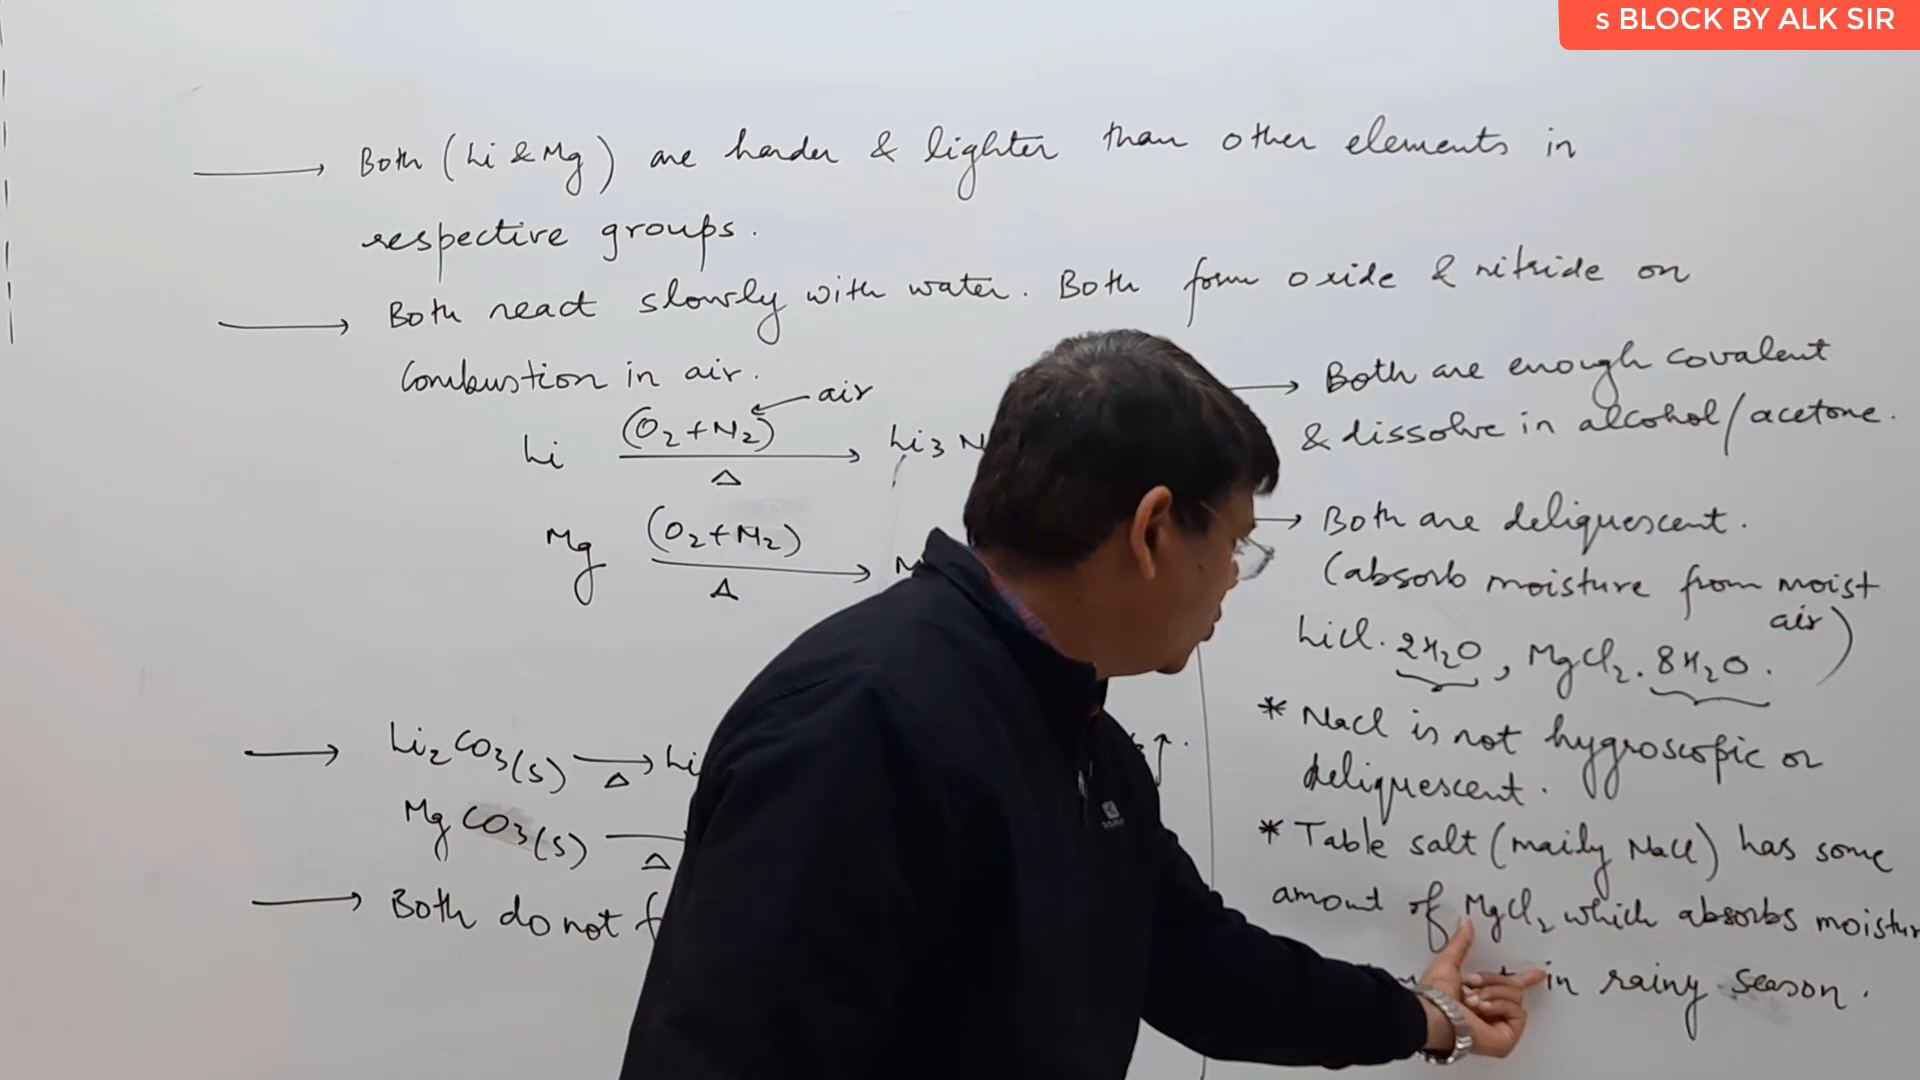 s BLOCK BY ALK SIR
→ Both (Li & Mg) are harder & lighter than other elements in
respective groups.
→ Both react slowly with water. Both form oxide & nitride on
Combustion in air.
Li (O2+N2) ← air
Δ → Li3N
Mg (O2+N2)
Δ →
→ Li2CO3(s) →Δ Li
MgCO3(s) Δ
→ Both do not
→ Both are enough covalent
& dissolve in alcohol/acetone.
→ Both are deliquescent.
(absorb moisture from moist
air)
LiCl.2H2O, MgCl2.8H2O.
* NaCl is not hygroscopic or
deliquescent.
* Table salt (maily NaCl) has some
amount of MgCl2 which absorbs moistur
in rainy season.